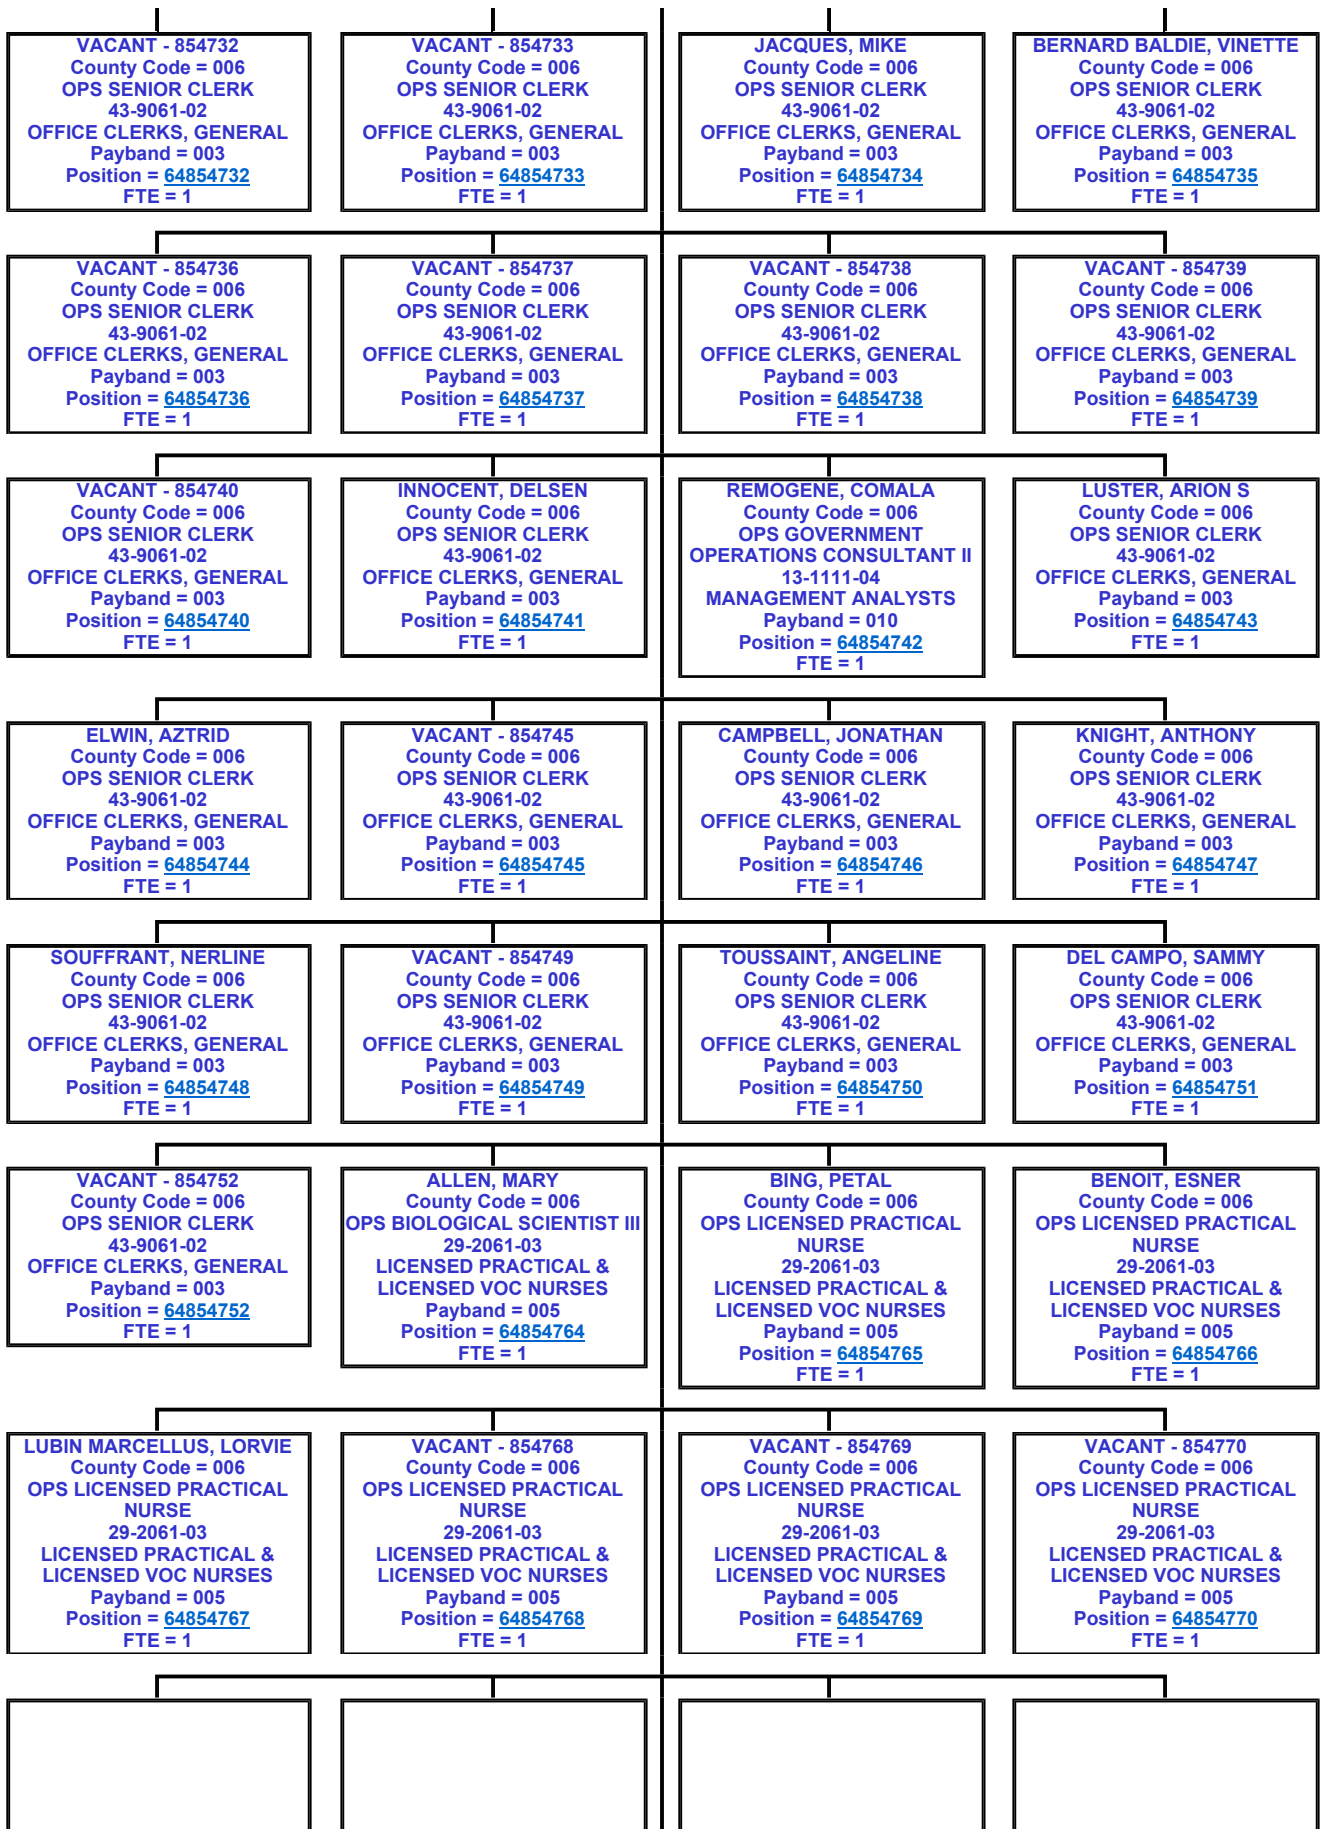 VACANT - 854732
County Code = 006
OPS SENIOR CLERK
43-9061-02
OFFICE CLERKS, GENERAL
Payband = 003
Position = 64854732
FTE = 1
VACANT - 854733
County Code = 006
OPS SENIOR CLERK
43-9061-02
OFFICE CLERKS, GENERAL
Payband = 003
Position = 64854733
FTE = 1
JACQUES, MIKE
County Code = 006
OPS SENIOR CLERK
43-9061-02
OFFICE CLERKS, GENERAL
Payband = 003
Position = 64854734
FTE = 1
BERNARD BALDIE, VINETTE
County Code = 006
OPS SENIOR CLERK
43-9061-02
OFFICE CLERKS, GENERAL
Payband = 003
Position = 64854735
FTE = 1
VACANT - 854736
County Code = 006
OPS SENIOR CLERK
43-9061-02
OFFICE CLERKS, GENERAL
Payband = 003
Position = 64854736
FTE = 1
VACANT - 854737
County Code = 006
OPS SENIOR CLERK
43-9061-02
OFFICE CLERKS, GENERAL
Payband = 003
Position = 64854737
FTE = 1
VACANT - 854738
County Code = 006
OPS SENIOR CLERK
43-9061-02
OFFICE CLERKS, GENERAL
Payband = 003
Position = 64854738
FTE = 1
VACANT - 854739
County Code = 006
OPS SENIOR CLERK
43-9061-02
OFFICE CLERKS, GENERAL
Payband = 003
Position = 64854739
FTE = 1
VACANT - 854740
County Code = 006
OPS SENIOR CLERK
43-9061-02
OFFICE CLERKS, GENERAL
Payband = 003
Position = 64854740
FTE = 1
INNOCENT, DELSEN
County Code = 006
OPS SENIOR CLERK
43-9061-02
OFFICE CLERKS, GENERAL
Payband = 003
Position = 64854741
FTE = 1
REMOGENE, COMALA
County Code = 006
OPS GOVERNMENT
OPERATIONS CONSULTANT II
13-1111-04
MANAGEMENT ANALYSTS
Payband = 010
Position = 64854742
FTE = 1
LUSTER, ARION S
County Code = 006
OPS SENIOR CLERK
43-9061-02
OFFICE CLERKS, GENERAL
Payband = 003
Position = 64854743
FTE = 1
ELWIN, AZTRID
County Code = 006
OPS SENIOR CLERK
43-9061-02
OFFICE CLERKS, GENERAL
Payband = 003
Position = 64854744
FTE = 1
VACANT - 854745
County Code = 006
OPS SENIOR CLERK
43-9061-02
OFFICE CLERKS, GENERAL
Payband = 003
Position = 64854745
FTE = 1
CAMPBELL, JONATHAN
County Code = 006
OPS SENIOR CLERK
43-9061-02
OFFICE CLERKS, GENERAL
Payband = 003
Position = 64854746
FTE = 1
KNIGHT, ANTHONY
County Code = 006
OPS SENIOR CLERK
43-9061-02
OFFICE CLERKS, GENERAL
Payband = 003
Position = 64854747
FTE = 1
SOUFFRANT, NERLINE
County Code = 006
OPS SENIOR CLERK
43-9061-02
OFFICE CLERKS, GENERAL
Payband = 003
Position = 64854748
FTE = 1
VACANT - 854749
County Code = 006
OPS SENIOR CLERK
43-9061-02
OFFICE CLERKS, GENERAL
Payband = 003
Position = 64854749
FTE = 1
TOUSSAINT, ANGELINE
County Code = 006
OPS SENIOR CLERK
43-9061-02
OFFICE CLERKS, GENERAL
Payband = 003
Position = 64854750
FTE = 1
DEL CAMPO, SAMMY
County Code = 006
OPS SENIOR CLERK
43-9061-02
OFFICE CLERKS, GENERAL
Payband = 003
Position = 64854751
FTE = 1
VACANT - 854752
County Code = 006
OPS SENIOR CLERK
43-9061-02
OFFICE CLERKS, GENERAL
Payband = 003
Position = 64854752
FTE = 1
ALLEN, MARY
County Code = 006
OPS BIOLOGICAL SCIENTIST III
29-2061-03
LICENSED PRACTICAL &
LICENSED VOC NURSES
Payband = 005
Position = 64854764
FTE = 1
BING, PETAL
County Code = 006
OPS LICENSED PRACTICAL
NURSE
29-2061-03
LICENSED PRACTICAL &
LICENSED VOC NURSES
Payband = 005
Position = 64854765
FTE = 1
BENOIT, ESNER
County Code = 006
OPS LICENSED PRACTICAL
NURSE
29-2061-03
LICENSED PRACTICAL &
LICENSED VOC NURSES
Payband = 005
Position = 64854766
FTE = 1
LUBIN MARCELLUS, LORVIE
County Code = 006
OPS LICENSED PRACTICAL
NURSE
29-2061-03
LICENSED PRACTICAL &
LICENSED VOC NURSES
Payband = 005
Position = 64854767
FTE = 1
VACANT - 854768
County Code = 006
OPS LICENSED PRACTICAL
NURSE
29-2061-03
LICENSED PRACTICAL &
LICENSED VOC NURSES
Payband = 005
Position = 64854768
FTE = 1
VACANT - 854769
County Code = 006
OPS LICENSED PRACTICAL
NURSE
29-2061-03
LICENSED PRACTICAL &
LICENSED VOC NURSES
Payband = 005
Position = 64854769
FTE = 1
VACANT - 854770
County Code = 006
OPS LICENSED PRACTICAL
NURSE
29-2061-03
LICENSED PRACTICAL &
LICENSED VOC NURSES
Payband = 005
Position = 64854770
FTE = 1